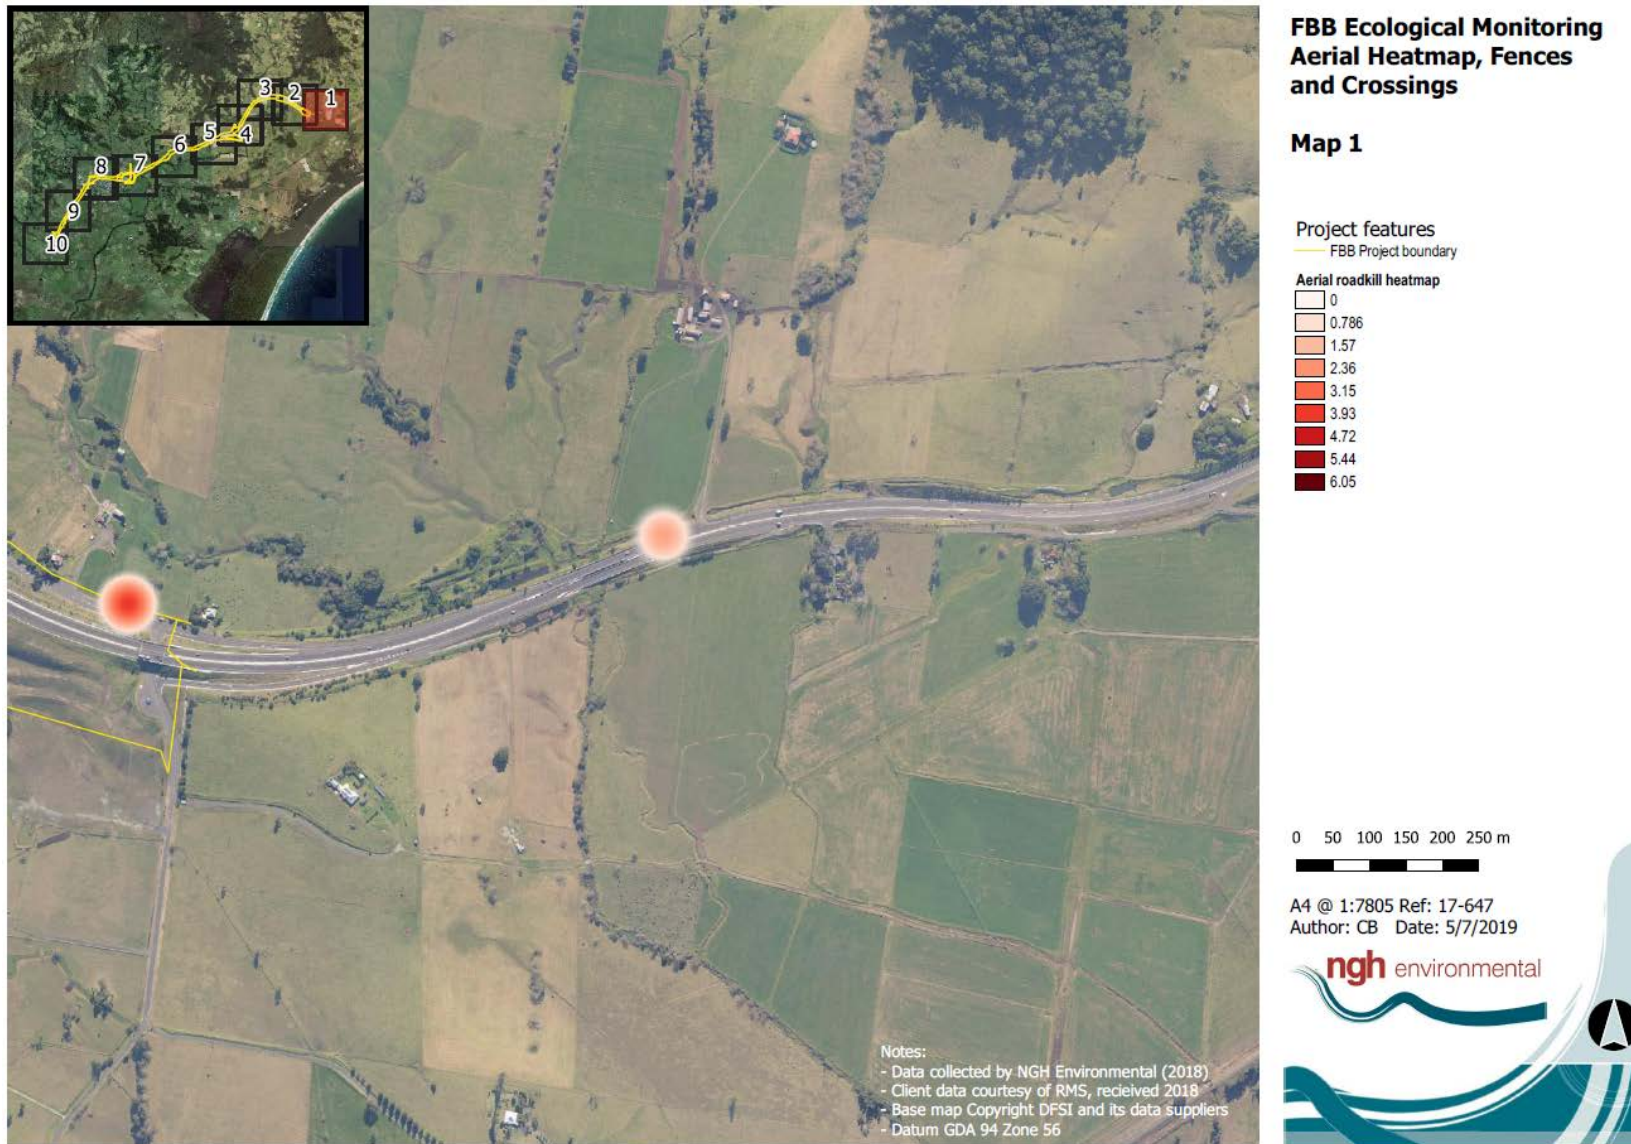 FBB Ecological Monitoring
Aerial Heatmap, Fences
and Crossings
Map 1
Project features
FBB Project boundary
Aerial roadkill heatmap
0
0.786
1.57
2.36
3.15
3.93
4.72
5.44
6.05
1
2
3
4
5
6
7
8
9
10
0 50 100 150 200 250 m
A4 @ 1:7805 Ref: 17-647
Author: CB Date: 5/7/2019
ngh environmental
Notes:
- Data collected by NGH Environmental (2018)
- Client data courtesy of RMS, recieived 2018
- Base map Copyright DFSI and its data suppliers
- Datum GDA 94 Zone 56